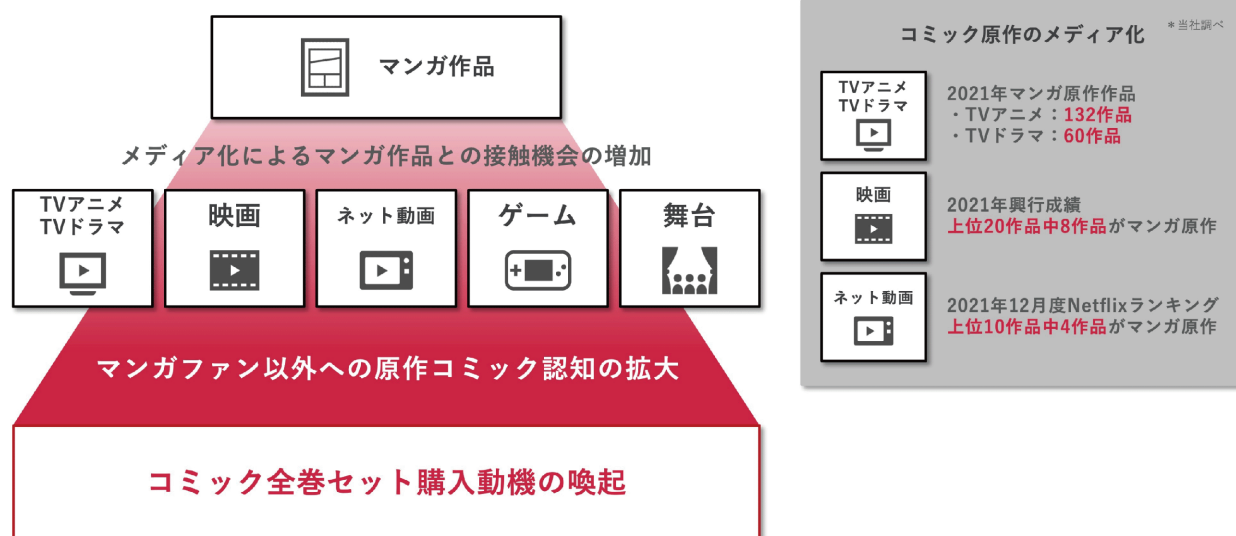 マンガ作品
メディア化によるマンガ作品との接触機会の増加
TVアニメ
TVドラマ
映画
ネット動画
ゲーム
舞台
マンガファン以外への原作コミック認知の拡大
コミック全巻セット購入動機の喚起
コミック原作のメディア化
＊当社調べ
TVアニメ
TVドラマ
2021年マンガ原作作品
・TVアニメ：132作品
・TVドラマ：60作品
映画
2021年興行成績
上位20作品中8作品がマンガ原作
ネット動画
2021年12月度Netflixランキング
上位10作品中4作品がマンガ原作